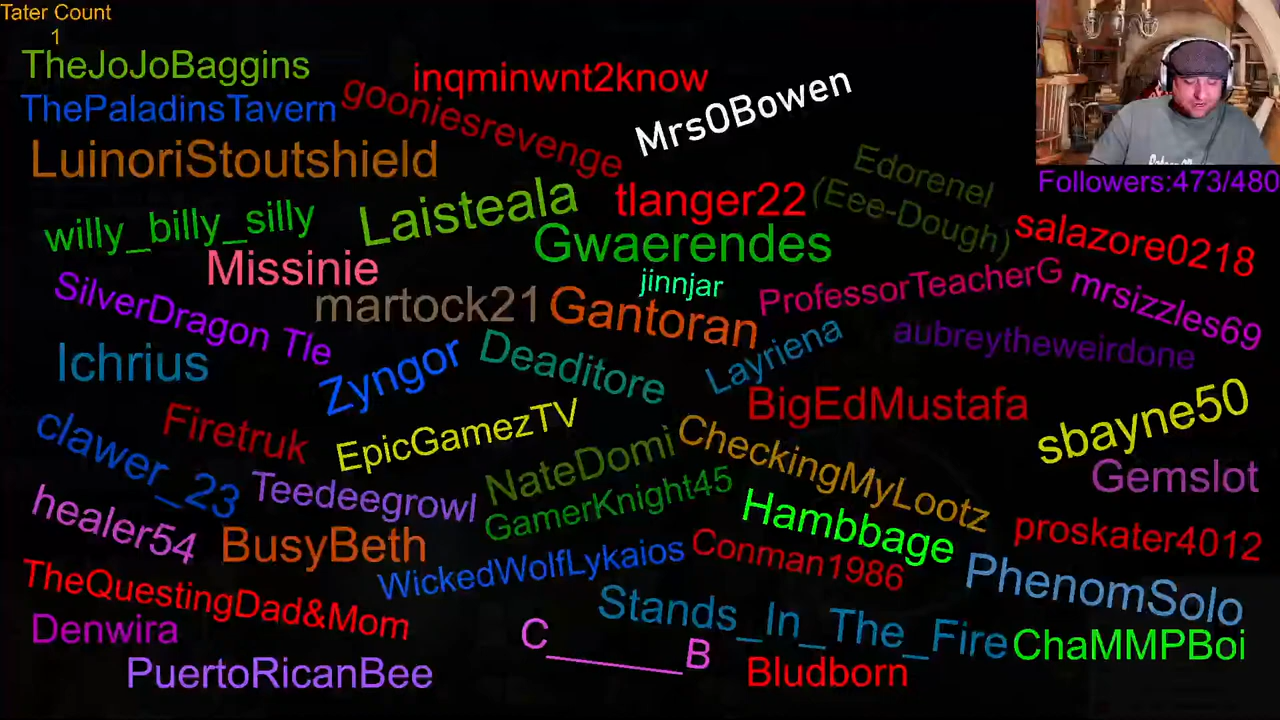 Tater Count
1
TheJoJoBaggins
inqminwnt2know
gooniesrevenge
MrsOBowen
ThePaladinsTavern
LuinoriStoutshield
Edorenel
(Eee-Dough)
Followers:473/480
willy_billy_silly
Laisteala
tlanger22
Gwaerendes
salazore0218
Missinie
jinnjar
ProfessorTeacherG
mrsizzles69
SilverDragon Tle
martock21
Gantoran
Layriena
aubreytheweirdone
Ichrius
Zyngor
Deaditore
BigEdMustafa
sbayne50
clawer_23
Firetruk
EpicGamezTV
NateDomi
CheckingMyLootz
Gemslot
Teedeegrowl
GamerKnight45
Hambbage
proskater4012
healer54
BusyBeth
WickedWolfLykaios
Conman1986
PhenomSolo
TheQuestingDad&Mom
Stands_In_The_Fire
Denwira
C______B
ChaMMPBoi
PuertoRicanBee
Bludborn